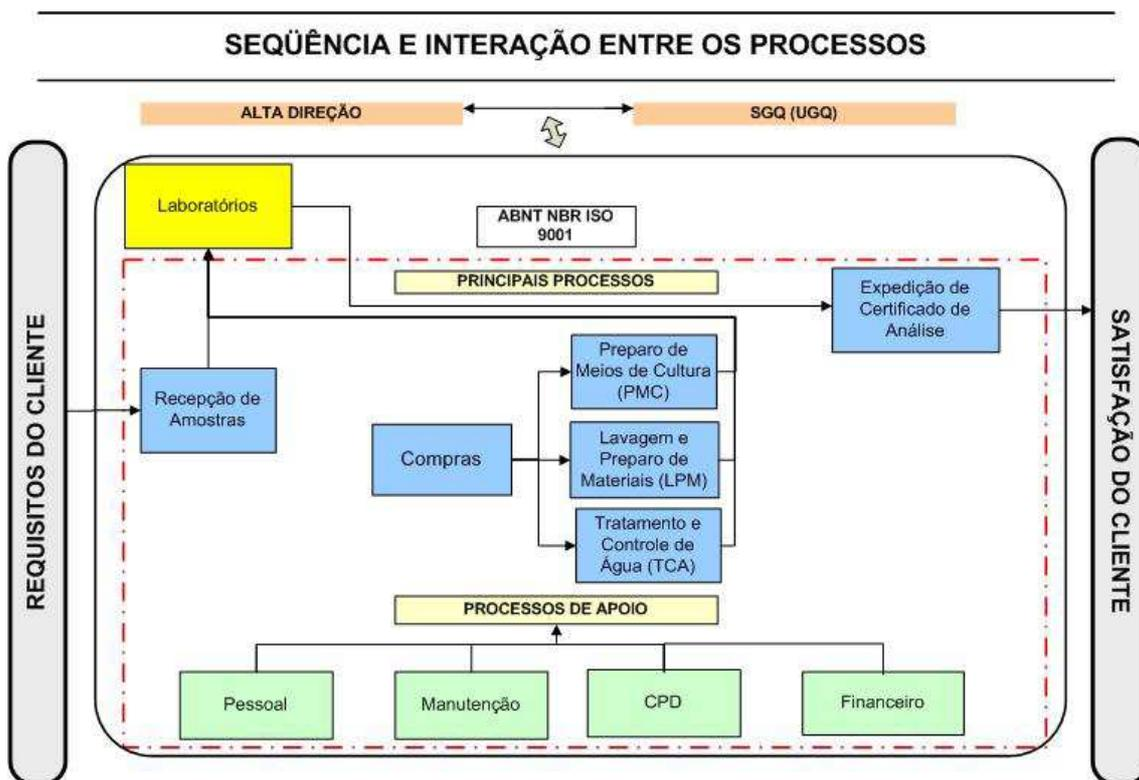 SEQÜÊNCIA E INTERAÇÃO ENTRE OS PROCESSOS
ALTA DIREÇÃO
SGQ (UGQ)
REQUISITOS DO CLIENTE
Laboratórios
ABNT NBR ISO
9001
PRINCIPAIS PROCESSOS
Expedição de
Certificado de
Análise
Recepção de
Amostras
Compras
Preparo de
Meios de Cultura
(PMC)
Lavagem e
Preparo de
Materiais (LPM)
Tratamento e
Controle de
Água (TCA)
PROCESSOS DE APOIO
Pessoal
Manutenção
CPD
Financeiro
SATISFAÇÃO DO CLIENTE